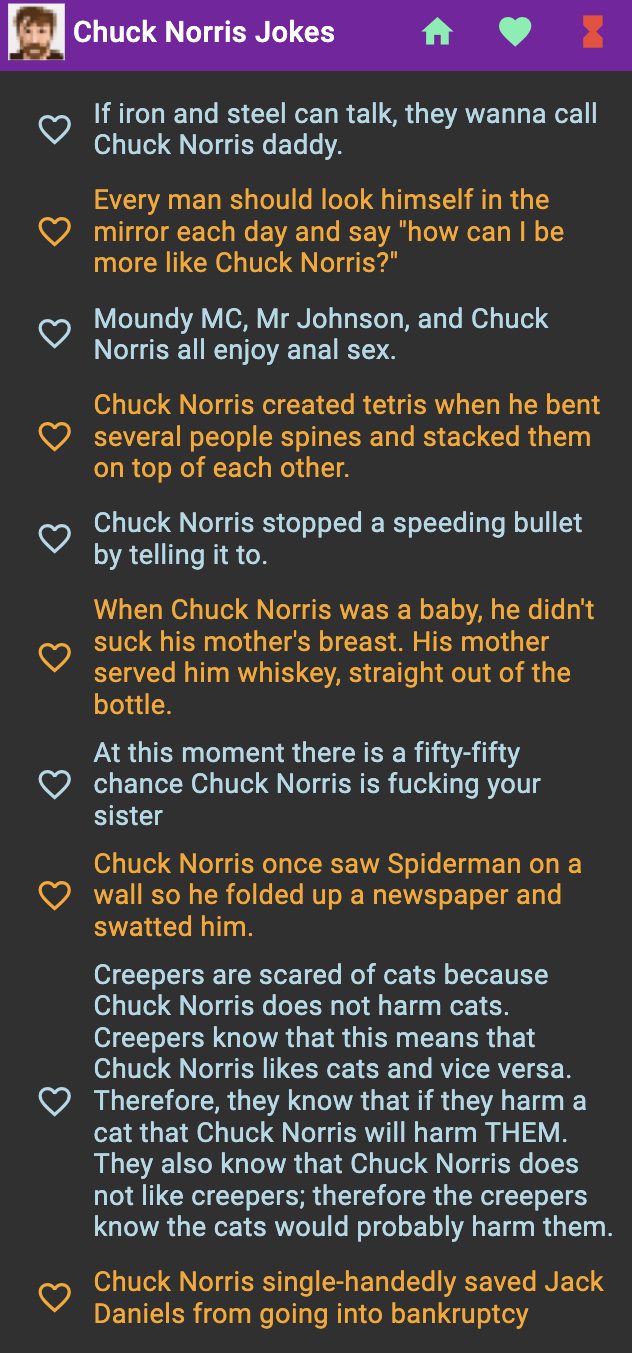 Chuck Norris Jokes
If iron and steel can talk, they wanna call
Chuck Norris daddy.
Every man should look himself in the
mirror each day and say "how can I be
more like Chuck Norris?"
Moundy MC, Mr Johnson, and Chuck
Norris all enjoy anal sex.
Chuck Norris created tetris when he bent
several people spines and stacked them
on top of each other.
Chuck Norris stopped a speeding bullet
by telling it to.
When Chuck Norris was a baby, he didn't
suck his mother's breast. His mother
served him whiskey, straight out of the
bottle.
At this moment there is a fifty-fifty
chance Chuck Norris is fucking your
sister
Chuck Norris once saw Spiderman on a
wall so he folded up a newspaper and
swatted him.
Creepers are scared of cats because
Chuck Norris does not harm cats.
Creepers know that this means that
Chuck Norris likes cats and vice versa.
Therefore, they know that if they harm a
cat that Chuck Norris will harm THEM.
They also know that Chuck Norris does
not like creepers; therefore the creepers
know the cats would probably harm them.
Chuck Norris single-handedly saved Jack
Daniels from going into bankruptcy